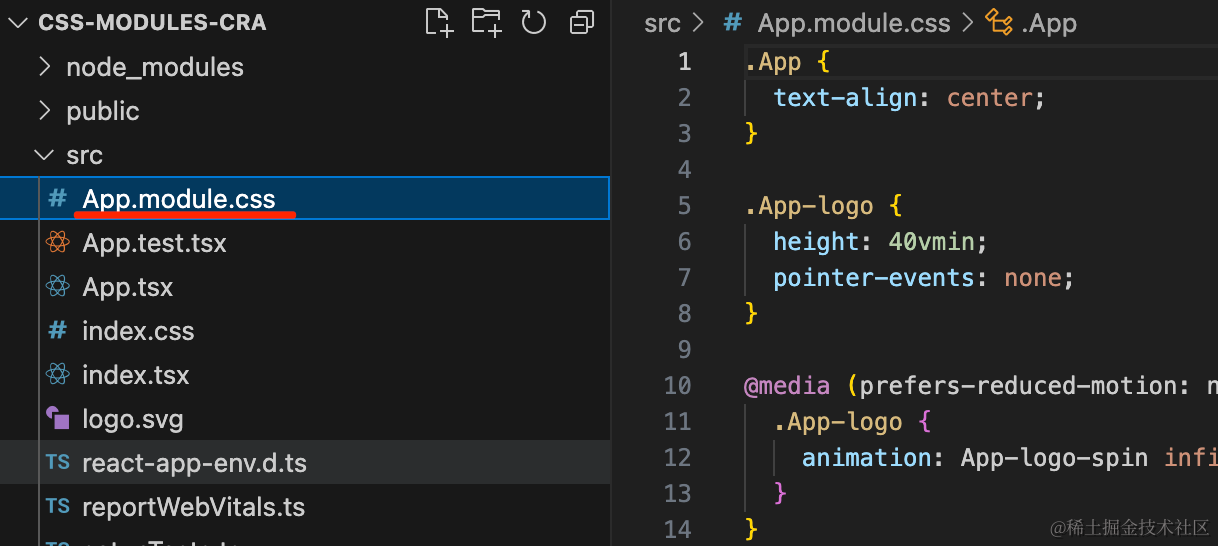 CSS-MODULES-CRA
node_modules
public
src
# App.module.css
App.test.tsx
App.tsx
# index.css
index.tsx
logo.svg
TS react-app-env.d.ts
TS reportWebVitals.ts
TS
src > # App.module.css > .App
1 .App {
2 text-align: center;
3 }
4
5 .App-logo {
6 height: 40vmin;
7 pointer-events: none;
8 }
9
10 @media (prefers-reduced-motion: n
11 .App-logo {
12 animation: App-logo-spin infi
13 }
14 }
@稀土掘金技术社区